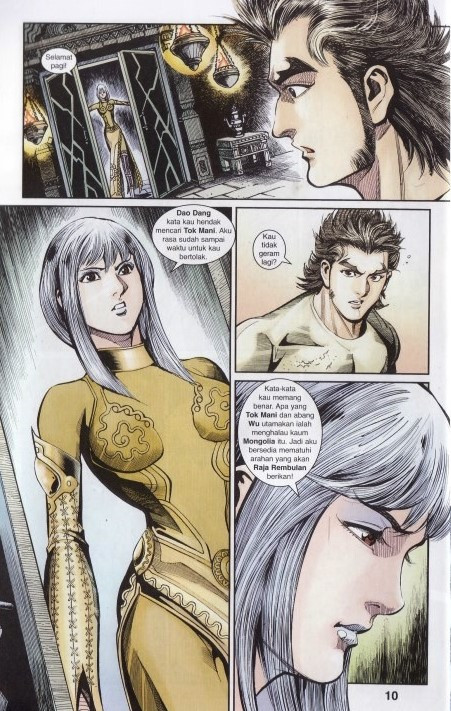 Selamat
pagi!
Dao Dang
kata kau hendak
mencari Tok Mani. Aku
rasa sudah sampai
waktu untuk kau
bertolak.
Kau
tidak
geram
lagi?
Kata-kata
kau memang
benar. Apa yang
Tok Mani dan abang
Wu utamakan ialah
menghalau kaum
Mongolia itu. Jadi aku
bersedia mematuhi
arahan yang akan
Raja Rembulan
berikan!
10